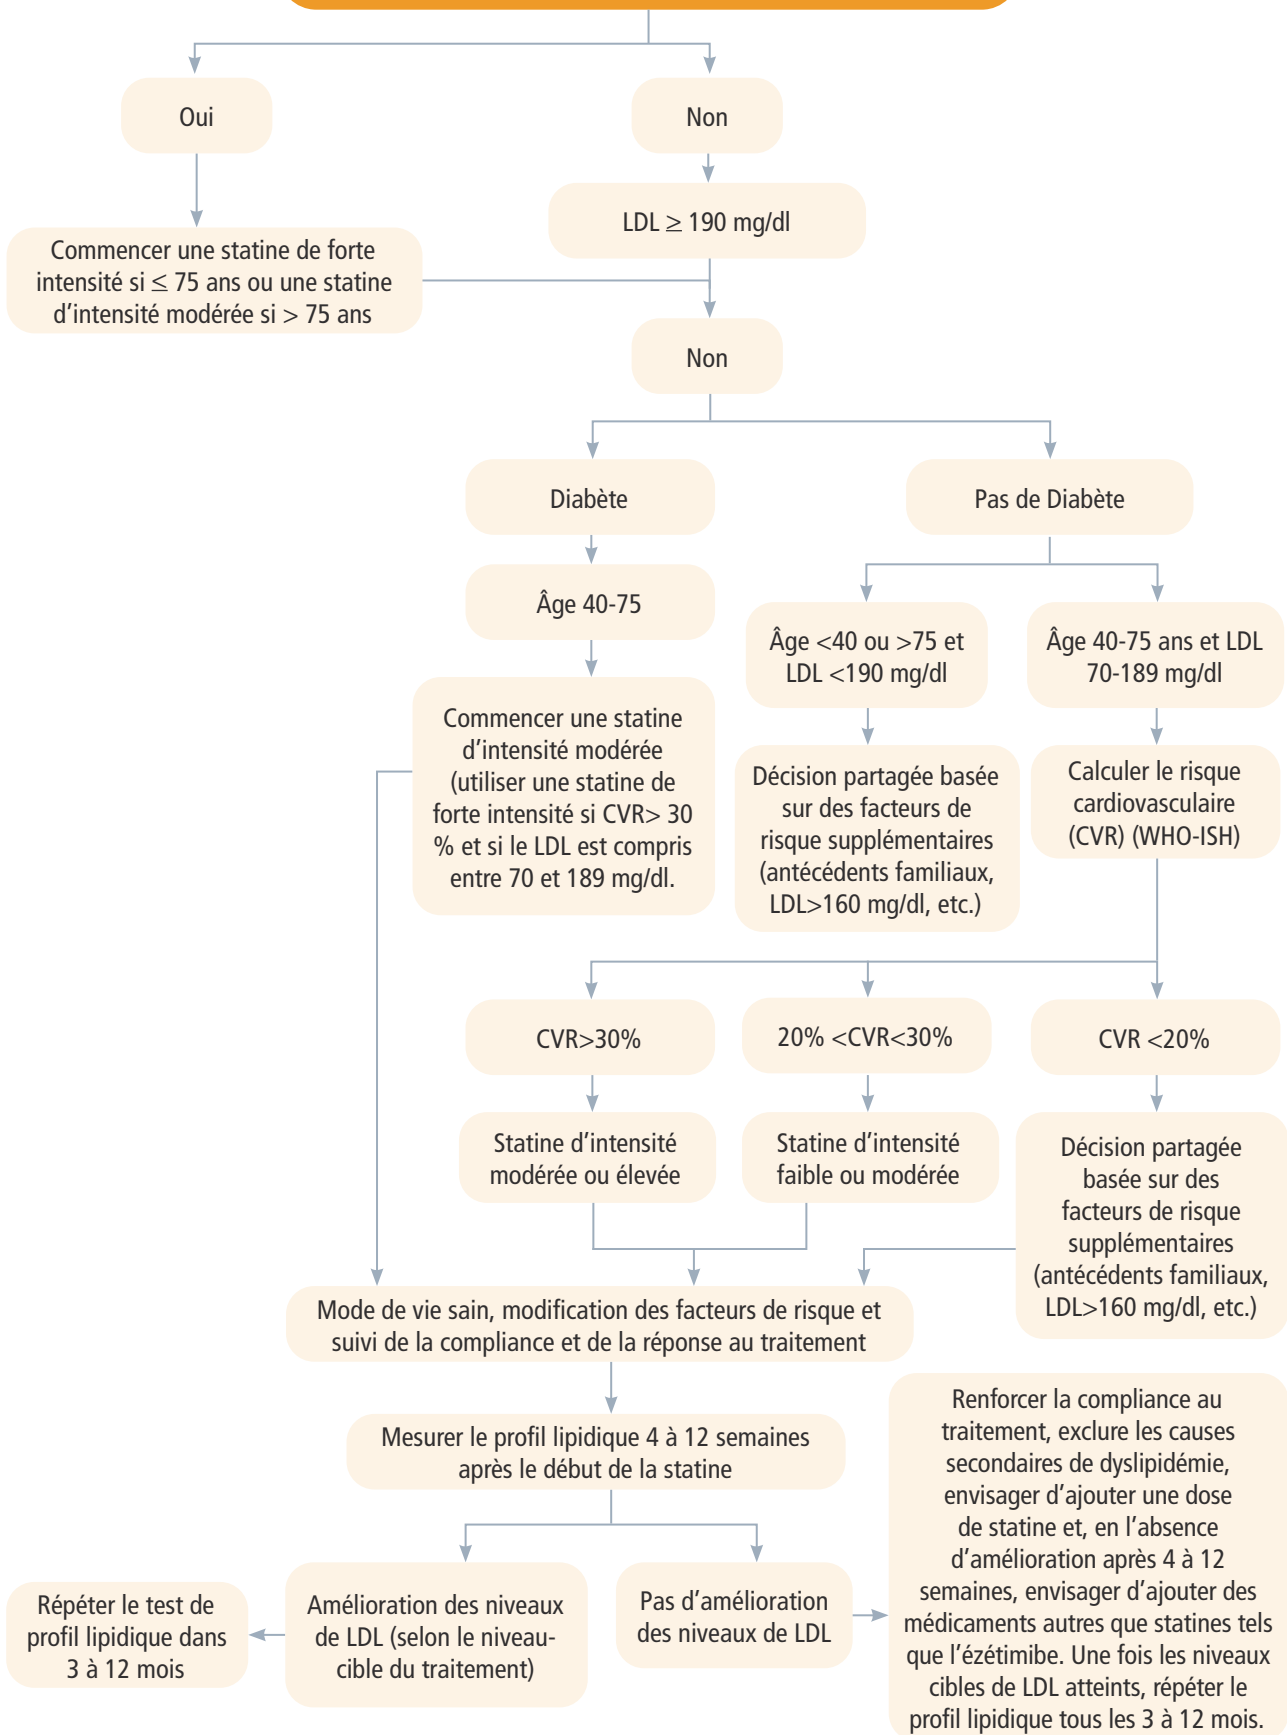 Oui
Non
LDL ≥ 190 mg/dl
Commencer une statine de forte
intensité si ≤ 75 ans ou une statine
d'intensité modérée si > 75 ans
Non
Diabète
Pas de Diabète
Âge 40-75
Âge <40 ou >75 et
LDL <190 mg/dl
Âge 40-75 ans et LDL
70-189 mg/dl
Commencer une statine
d'intensité modérée
(utiliser une statine de
forte intensité si CVR> 30
% et si le LDL est compris
entre 70 et 189 mg/dl.
Décision partagée basée
sur des facteurs de
risque supplémentaires
(antécédents familiaux,
LDL>160 mg/dl, etc.)
Calculer le risque
cardiovasculaire
(CVR) (WHO-ISH)
CVR>30%
20% <CVR<30%
CVR <20%
Statine d'intensité
modérée ou élevée
Statine d'intensité
faible ou modérée
Décision partagée
basée sur des
facteurs de risque
supplémentaires
(antécédents familiaux,
LDL>160 mg/dl, etc.)
Mode de vie sain, modification des facteurs de risque et
suivi de la compliance et de la réponse au traitement
Mesurer le profil lipidique 4 à 12 semaines
après le début de la statine
Répéter le test de
profil lipidique dans
3 à 12 mois
Amélioration des niveaux
de LDL (selon le niveau-
cible du traitement)
Pas d'amélioration
des niveaux de LDL
Renforcer la compliance au
traitement, exclure les causes
secondaires de dyslipidémie,
envisager d'ajouter une dose
de statine et, en l'absence
d'amélioration après 4 à 12
semaines, envisager d'ajouter des
médicaments autres que statines tels
que l'ézétimibe. Une fois les niveaux
cibles de LDL atteints, répéter le
profil lipidique tous les 3 à 12 mois.